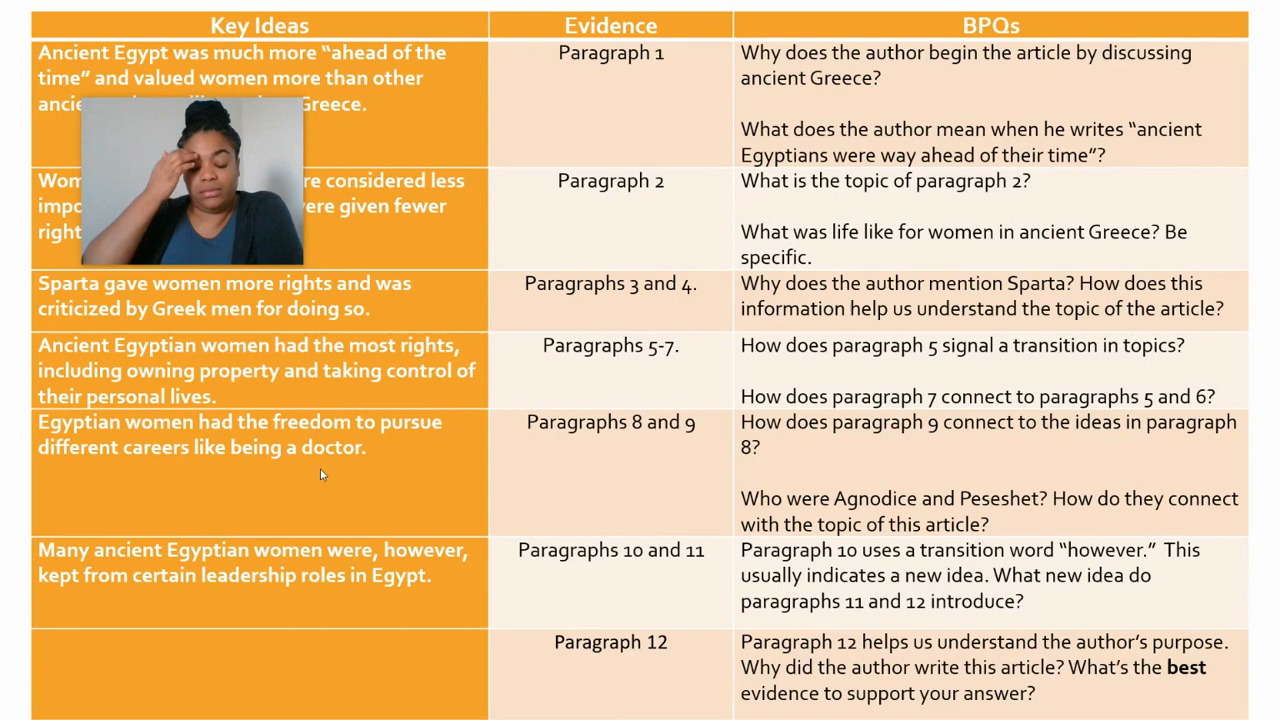 Key Ideas
Evidence
BPQs
Ancient Egypt was much more “ahead of the
time” and valued women more than other
Greece.
Paragraph 1
Why does the author begin the article by discussing
ancient Greece?
What does the author mean when he writes “ancient
Egyptians were way ahead of their time”?
considered less
were given fewer
Paragraph 2
What is the topic of paragraph 2?
What was life like for women in ancient Greece? Be
specific.
Sparta gave women more rights and was
criticized by Greek men for doing so.
Paragraphs 3 and 4.
Why does the author mention Sparta? How does this
information help us understand the topic of the article?
Ancient Egyptian women had the most rights,
including owning property and taking control of
their personal lives.
Paragraphs 5-7.
How does paragraph 5 signal a transition in topics?
How does paragraph 7 connect to paragraphs 5 and 6?
Egyptian women had the freedom to pursue
different careers like being a doctor.
Paragraphs 8 and 9
How does paragraph 9 connect to the ideas in paragraph
8?
Who were Agnodice and Peseshet? How do they connect
with the topic of this article?
Many ancient Egyptian women were, however,
kept from certain leadership roles in Egypt.
Paragraphs 10 and 11
Paragraph 10 uses a transition word “however.” This
usually indicates a new idea. What new idea do
paragraphs 11 and 12 introduce?
Paragraph 12
Paragraph 12 helps us understand the author’s purpose.
Why did the author write this article? What’s the best
evidence to support your answer?